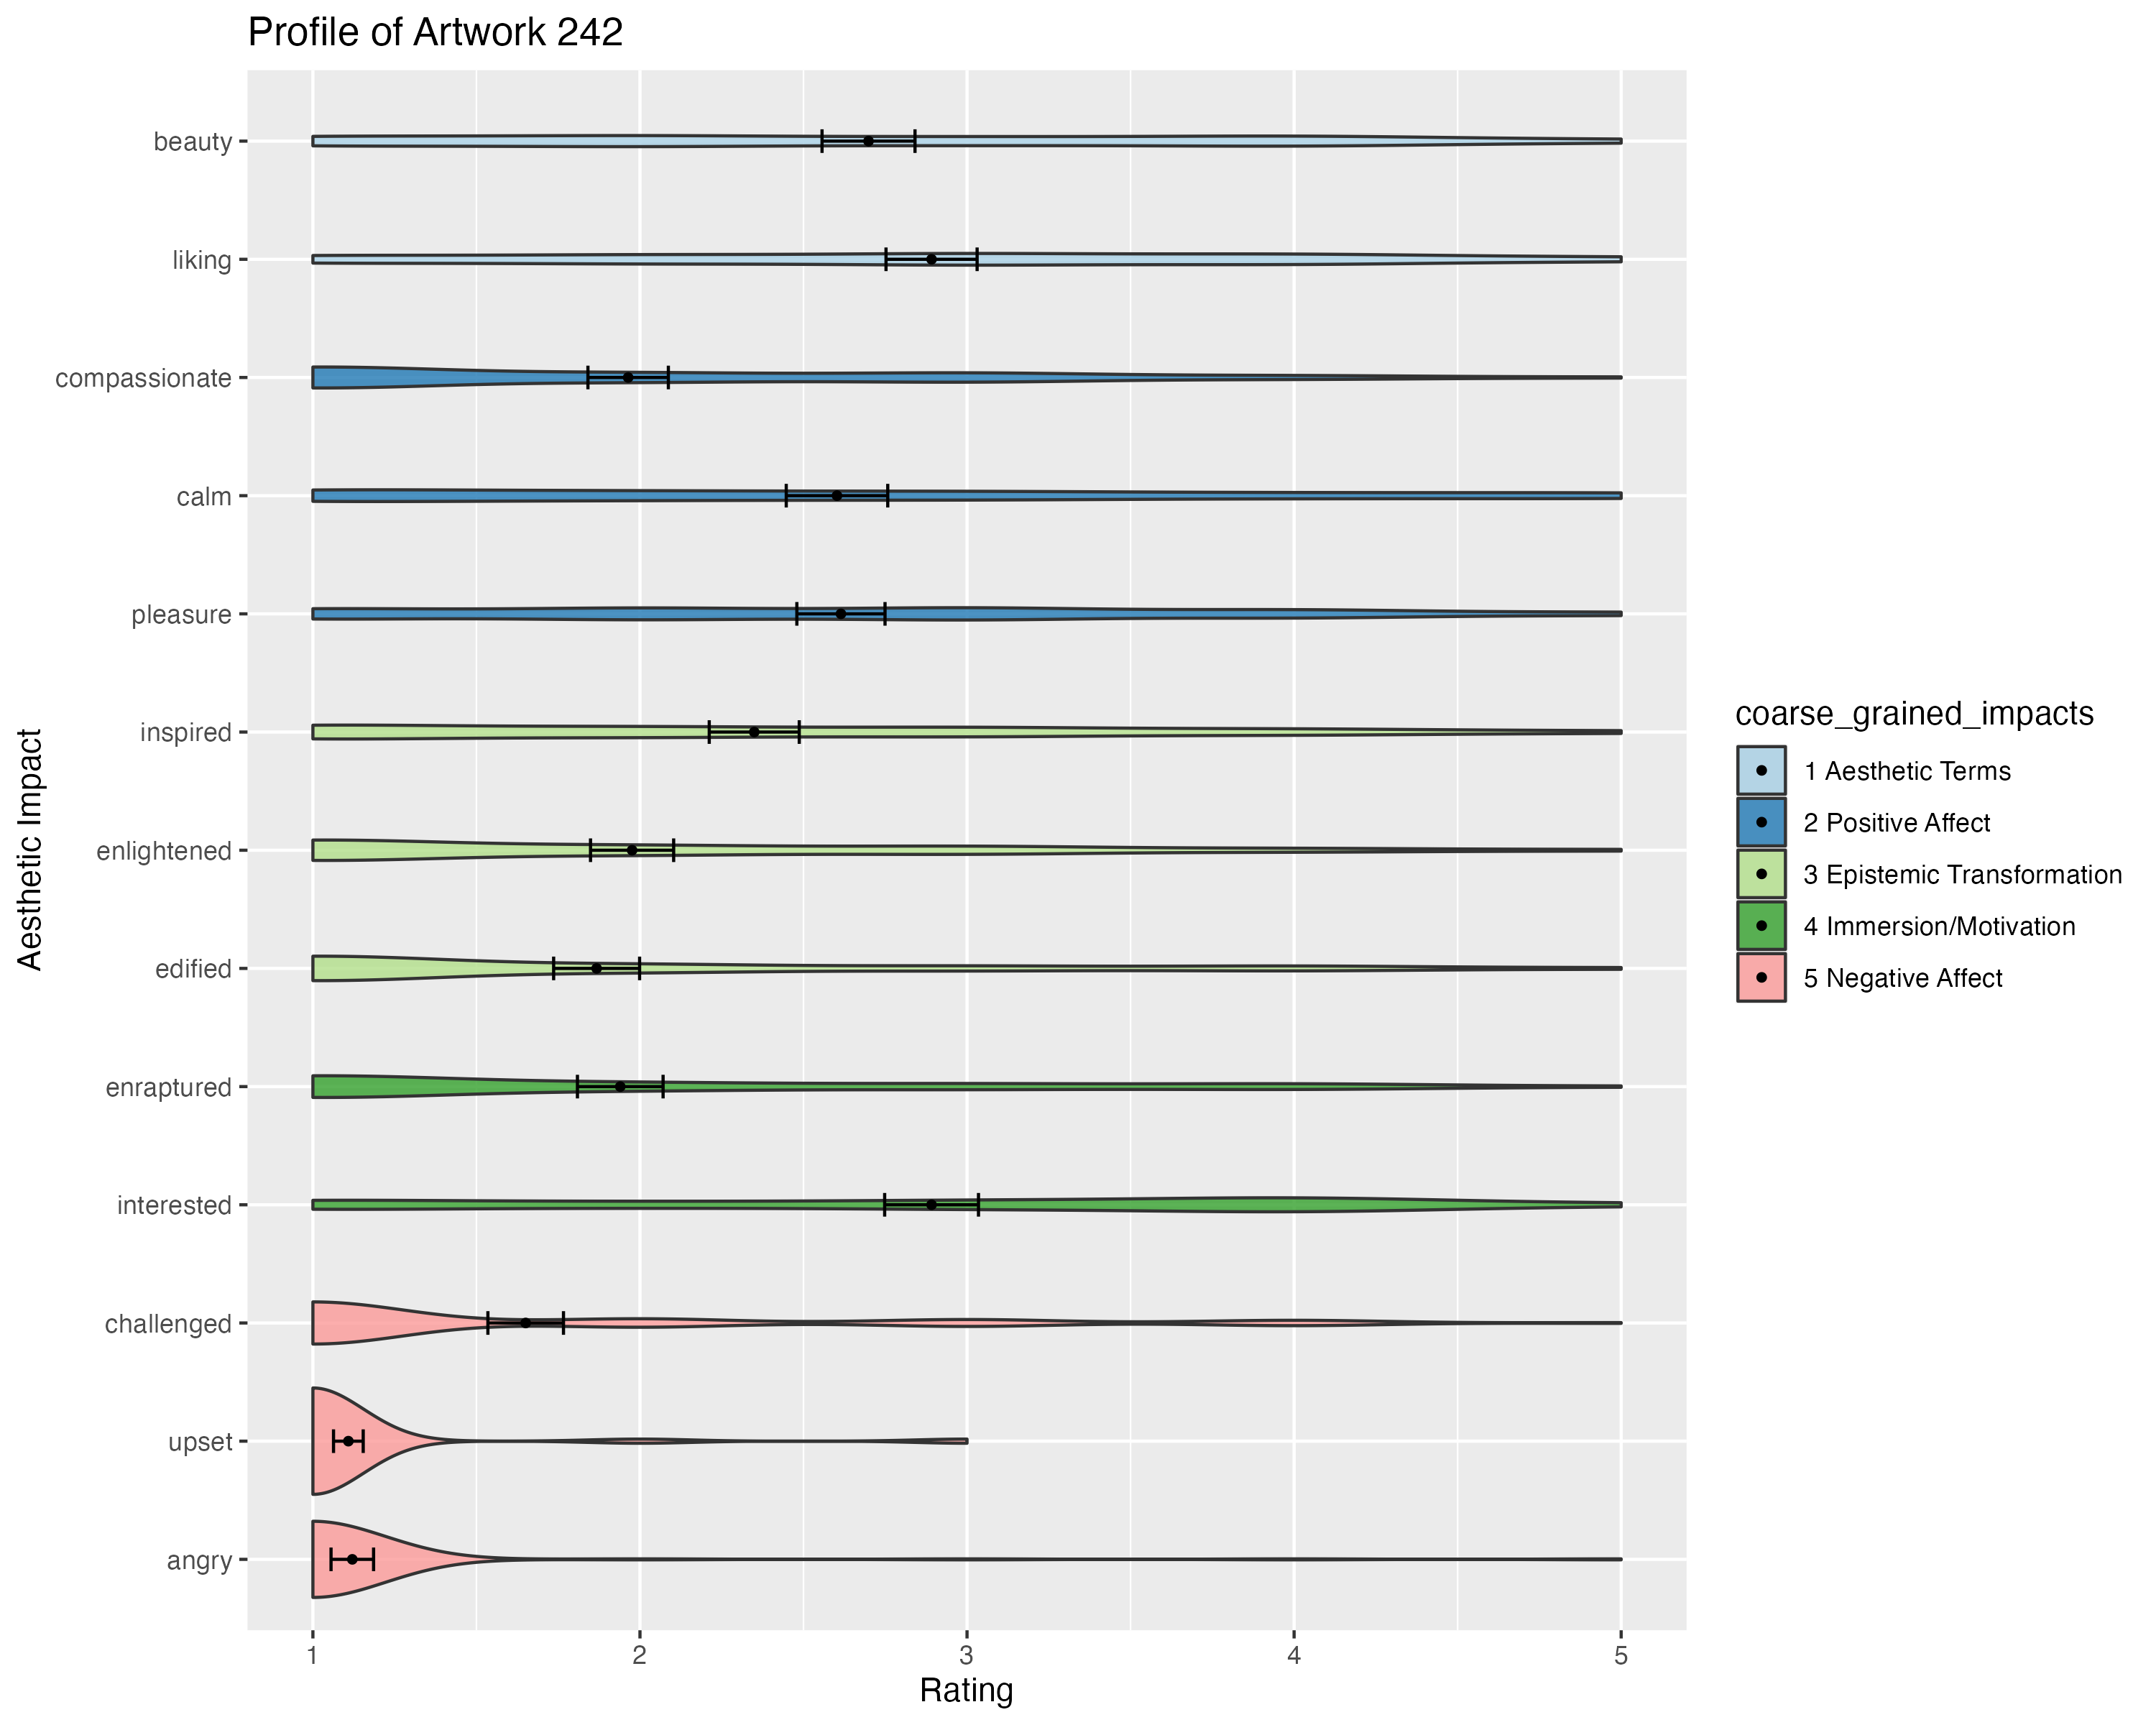 Profile of Artwork 242
beauty
liking
compassionate
calm
pleasure
inspired
enlightened
edified
enraptured
interested
challenged
upset
angry
Aesthetic Impact
1 2 3 4 5
Rating
coarse_grained_impacts
1 Aesthetic Terms
2 Positive Affect
3 Epistemic Transformation
4 Immersion/Motivation
5 Negative Affect